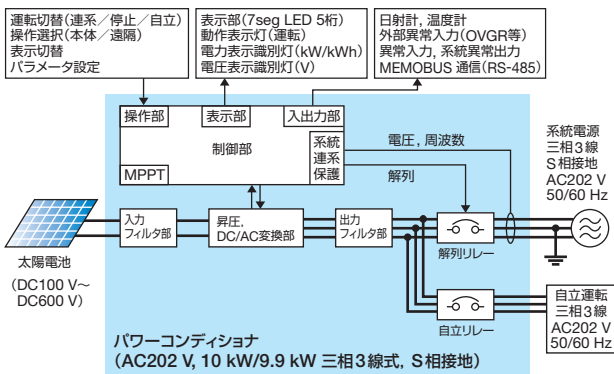 運転切替（連系／停止／自立）
操作選択（本体／遠隔）
表示切替
パラメータ設定
表示部（7seg LED 5桁）
動作表示灯（運転）
電力表示識別灯（kW/kWh）
電圧表示識別灯（V）
日射計，温度計
外部異常入力（OVGR等）
異常入力，系統異常出力
MEMOBUS 通信（RS-485）
操作部
表示部
入出力部
制御部
MPPT
系統
連系
保護
電圧，周波数
解列
系統電源
三相3線
S相接地
AC202 V
50/60 Hz
太陽電池
（DC100 V～
DC600 V）
入力
フィルタ部
昇圧，
DC/AC変換部
出力
フィルタ部
解列リレー
自立リレー
自立運転
三相3線
AC202 V
50/60 Hz
パワーコンディショナ
（AC202 V, 10 kW/9.9 kW 三相3線式，S相接地）